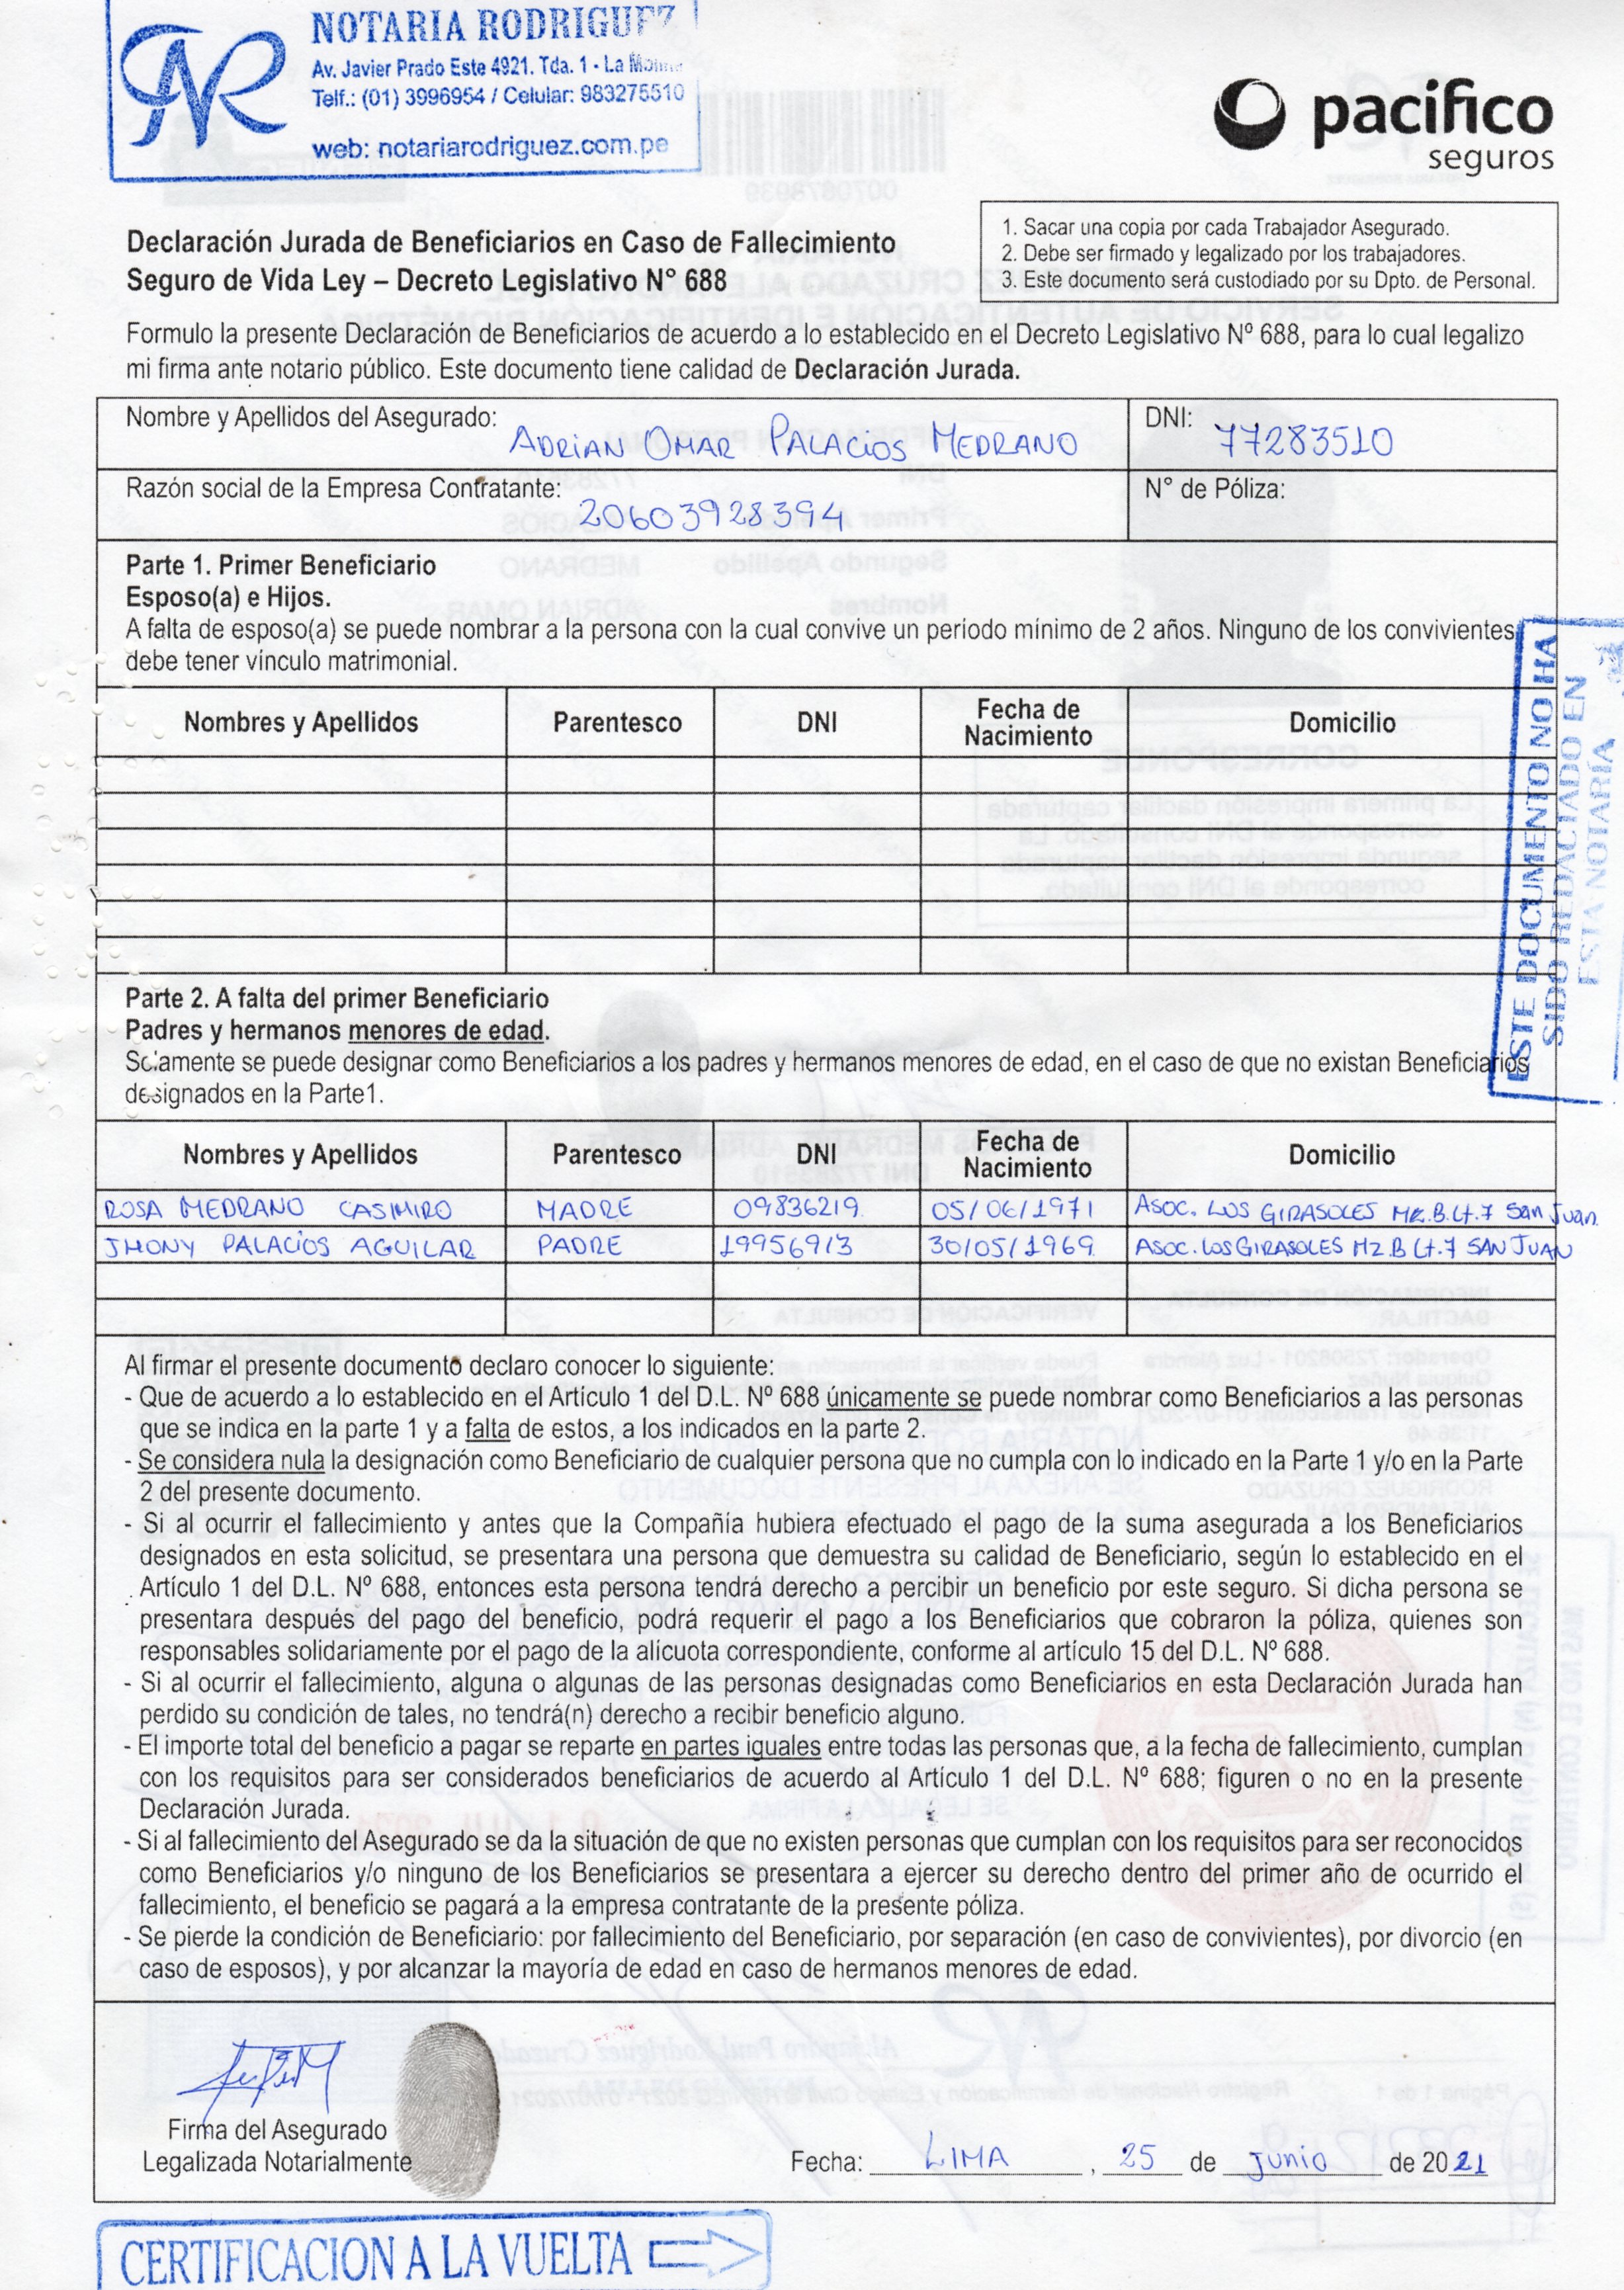 NOTARIA RODRIGUEZ
Av. Javier Prado Este 4921. Tda. 1 - La Molina
Telf.: (01) 3996954 / Celular: 983275510
web: notariarodriguez.com.pe
pacifico
seguros
Declaración Jurada de Beneficiarios en Caso de Fallecimiento
Seguro de Vida Ley – Decreto Legislativo N° 688
1. Sacar una copia por cada Trabajador Asegurado.
2. Debe ser firmado y legalizado por los trabajadores.
3. Este documento será custodiado por su Dpto. de Personal.
Formulo la presente Declaración de Beneficiarios de acuerdo a lo establecido en el Decreto Legislativo Nº 688, para lo cual legalizo
mi firma ante notario público. Este documento tiene calidad de Declaración Jurada.
Nombre y Apellidos del Asegurado: ADRIAN OMAR PALACIOS MEDRANO DNI: 77283510
Razón social de la Empresa Contratante: 20603928394 N° de Póliza:
Parte 1. Primer Beneficiario
Esposo(a) e Hijos.
A falta de esposo(a) se puede nombrar a la persona con la cual convive un período mínimo de 2 años. Ninguno de los convivientes
debe tener vínculo matrimonial.
Nombres y Apellidos Parentesco DNI Fecha de Nacimiento Domicilio
ESTE DOCUMENTO NO HA
SIDO REDACTADO EN
ESTA NOTARÍA
Parte 2. A falta del primer Beneficiario
Padres y hermanos menores de edad.
Solamente se puede designar como Beneficiarios a los padres y hermanos menores de edad, en el caso de que no existan Beneficiarios
designados en la Parte1.
Nombres y Apellidos Parentesco DNI Fecha de Nacimiento Domicilio
ROSA MEDRANO CASIMIRO MADRE 09836219 05/06/1971 ASOC. LOS GIRASOLES Mz.B.Lt.7 San Juan
JHONY PALACIOS AGUILAR PADRE 19956913 30/05/1969 ASOC. LOS GIRASOLES MZ.B Lt.7 SAN JUAN
Al firmar el presente documento declaro conocer lo siguiente:
- Que de acuerdo a lo establecido en el Artículo 1 del D.L. Nº 688 únicamente se puede nombrar como Beneficiarios a las personas
que se indica en la parte 1 y a falta de estos, a los indicados en la parte 2.
- Se considera nula la designación como Beneficiario de cualquier persona que no cumpla con lo indicado en la Parte 1 y/o en la Parte
2 del presente documento.
- Si al ocurrir el fallecimiento y antes que la Compañía hubiera efectuado el pago de la suma asegurada a los Beneficiarios
designados en esta solicitud, se presentara una persona que demuestra su calidad de Beneficiario, según lo establecido en el
Artículo 1 del D.L. Nº 688, entonces esta persona tendrá derecho a percibir un beneficio por este seguro. Si dicha persona se
presentara después del pago del beneficio, podrá requerir el pago a los Beneficiarios que cobraron la póliza, quienes son
responsables solidariamente por el pago de la alícuota correspondiente, conforme al artículo 15 del D.L. Nº 688.
- Si al ocurrir el fallecimiento, alguna o algunas de las personas designadas como Beneficiarios en esta Declaración Jurada han
perdido su condición de tales, no tendrá(n) derecho a recibir beneficio alguno.
- El importe total del beneficio a pagar se reparte en partes iguales entre todas las personas que, a la fecha de fallecimiento, cumplan
con los requisitos para ser considerados beneficiarios de acuerdo al Artículo 1 del D.L. Nº 688; figuren o no en la presente
Declaración Jurada.
- Si al fallecimiento del Asegurado se da la situación de que no existen personas que cumplan con los requisitos para ser reconocidos
como Beneficiarios y/o ninguno de los Beneficiarios se presentara a ejercer su derecho dentro del primer año de ocurrido el
fallecimiento, el beneficio se pagará a la empresa contratante de la presente póliza.
- Se pierde la condición de Beneficiario: por fallecimiento del Beneficiario, por separación (en caso de convivientes), por divorcio (en
caso de esposos), y por alcanzar la mayoría de edad en caso de hermanos menores de edad.
Firma del Asegurado
Legalizada Notarialmente
Fecha: LIMA, 25 de Junio de 2021
CERTIFICACION A LA VUELTA